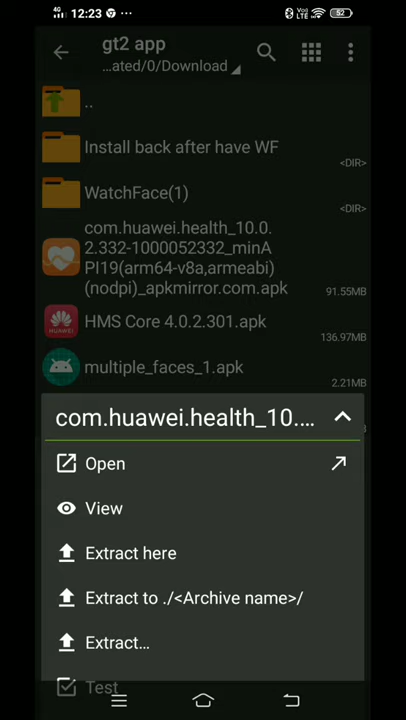 4G 12:23 ...
LTE 52
gt2 app
...ated/0/Download
..
Install back after have WF
<DIR>
WatchFace(1)
<DIR>
com.huawei.health_10.0.
2.332-1000052332_minA
PI19(arm64-v8a,armeabi)
(nodpi)_apkmirror.com.apk
91.55MB
HMS Core 4.0.2.301.apk
136.97MB
multiple_faces_1.apk
2.21MB
com.huawei.health_10....
Open
View
Extract here
Extract to ./<Archive name>/
Extract...
Test